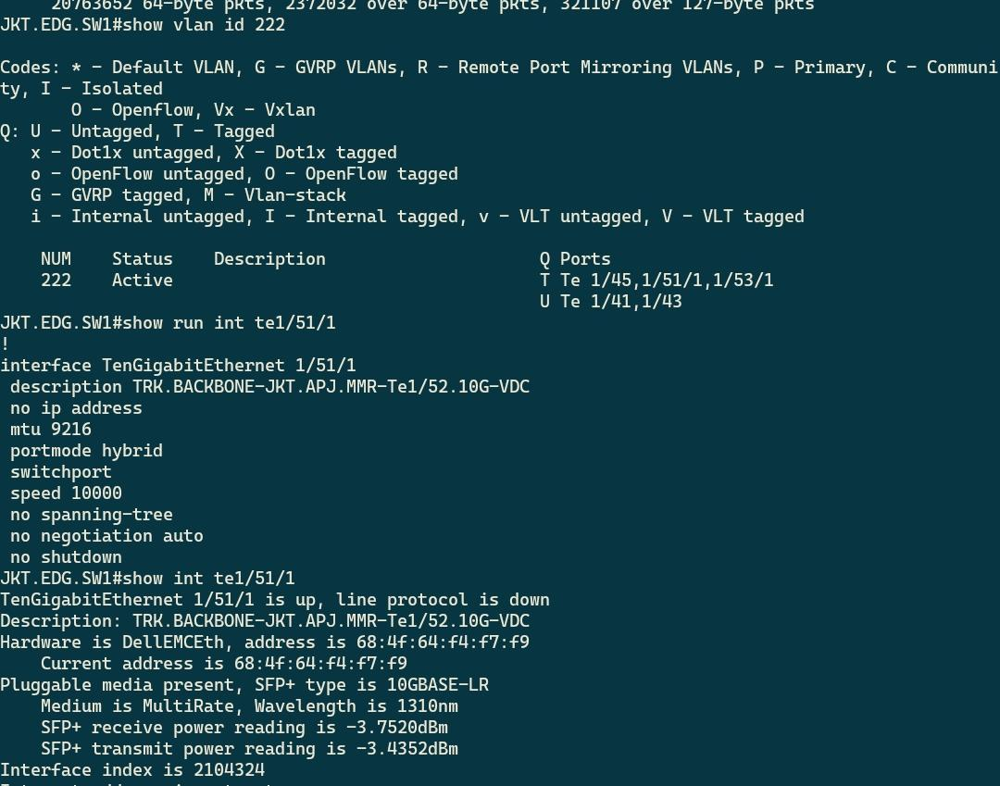 20763652 64-byte pkts, 2372032 over 64-byte pkts, 321107 over 127-byte pkts
JKT.EDG.SW1#show vlan id 222
Codes: * - Default VLAN, G - GVRP VLANs, R - Remote Port Mirroring VLANs, P - Primary, C - Communi
ty, I - Isolated
O - Openflow, Vx - Vxlan
Q: U - Untagged, T - Tagged
x - Dot1x untagged, X - Dot1x tagged
o - OpenFlow untagged, O - OpenFlow tagged
G - GVRP tagged, M - Vlan-stack
i - Internal untagged, I - Internal tagged, v - VLT untagged, V - VLT tagged
NUM    Status    Description                     Q Ports
222    Active                                    T Te 1/45,1/51/1,1/53/1
U Te 1/41,1/43
JKT.EDG.SW1#show run int te1/51/1
!
interface TenGigabitEthernet 1/51/1
description TRK.BACKBONE-JKT.APJ.MMR-Te1/52.10G-VDC
no ip address
mtu 9216
portmode hybrid
switchport
speed 10000
no spanning-tree
no negotiation auto
no shutdown
JKT.EDG.SW1#show int te1/51/1
TenGigabitEthernet 1/51/1 is up, line protocol is down
Description: TRK.BACKBONE-JKT.APJ.MMR-Te1/52.10G-VDC
Hardware is DellEMCEth, address is 68:4f:64:f4:f7:f9
Current address is 68:4f:64:f4:f7:f9
Pluggable media present, SFP+ type is 10GBASE-LR
Medium is MultiRate, Wavelength is 1310nm
SFP+ receive power reading is -3.7520dBm
SFP+ transmit power reading is -3.4352dBm
Interface index is 2104324